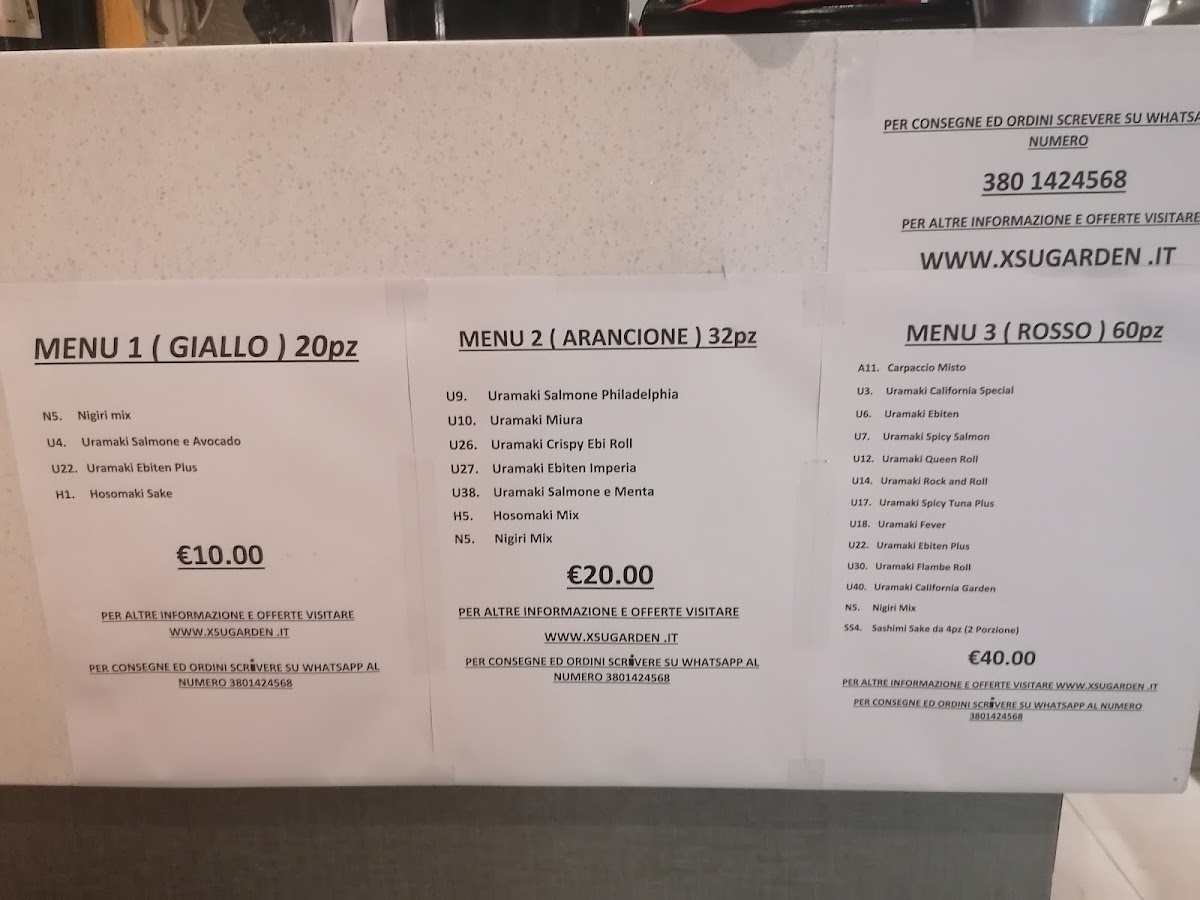 PER CONSEGNE ED ORDINI SCREVERE SU
NUMERO
380 1424568
PER ALTRE INFORMAZIONE E OFFERTE VISITARE
WWW.XSUGARDEN .IT
MENU 1 ( GIALLO ) 20pz
N5. Nigiri mix
U4. Uramaki Salmone e Avocado
U22. Uramaki Ebiten Plus
H1. Hosomaki Sake
€10.00
PER ALTRE INFORMAZIONE E OFFERTE VISITARE
WWW.XSUGARDEN .IT
PER CONSEGNE ED ORDINI SCRIVERE SU WHATSAPP AL
NUMERO 3801424568
MENU 2 ( ARANCIONE ) 32pz
U9. Uramaki Salmone Philadelphia
U10. Uramaki Miura
U26. Uramaki Crispy Ebi Roll
U27. Uramaki Ebiten Imperia
U38. Uramaki Salmone e Menta
H5. Hosomaki Mix
N5. Nigiri Mix
€20.00
PER ALTRE INFORMAZIONE E OFFERTE VISITARE
WWW.XSUGARDEN .IT
PER CONSEGNE ED ORDINI SCRIVERE SU WHATSAPP AL
NUMERO 3801424568
MENU 3 ( ROSSO ) 60pz
A11. Carpaccio Misto
U3. Uramaki California Special
U6. Uramaki Ebiten
U7. Uramaki Spicy Salmon
U12. Uramaki Queen Roll
U14. Uramaki Rock and Roll
U17. Uramaki Spicy Tuna Plus
U18. Uramaki Fever
U22. Uramaki Ebiten Plus
U30. Uramaki Flambe Roll
U40. Uramaki California Garden
N5. Nigiri Mix
SS4. Sashimi Sake da 4pz (2 Porzione)
€40.00
PER ALTRE INFORMAZIONE E OFFERTE VISITARE WWW.XSUGARDEN .IT
PER CONSEGNE ED ORDINI SCRIVERE SU WHATSAPP AL NUMERO
3801424568